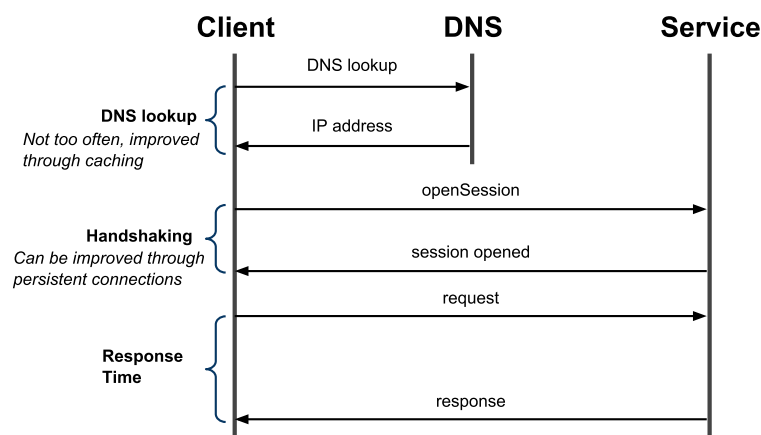 Client
DNS
Service
DNS lookup
DNS lookup
Not too often, improved
through caching
IP address
openSession
Handshaking
Can be improved through
persistent connections
session opened
request
Response
Time
response